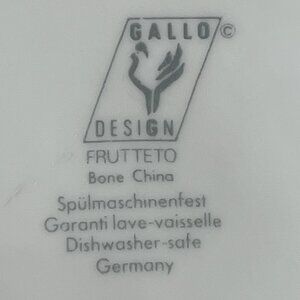 GALLO ©
DESIGN
FRUTTETO
Bone China
Spülmaschinenfest
Garanti lave-vaisselle
Dishwasher-safe
Germany